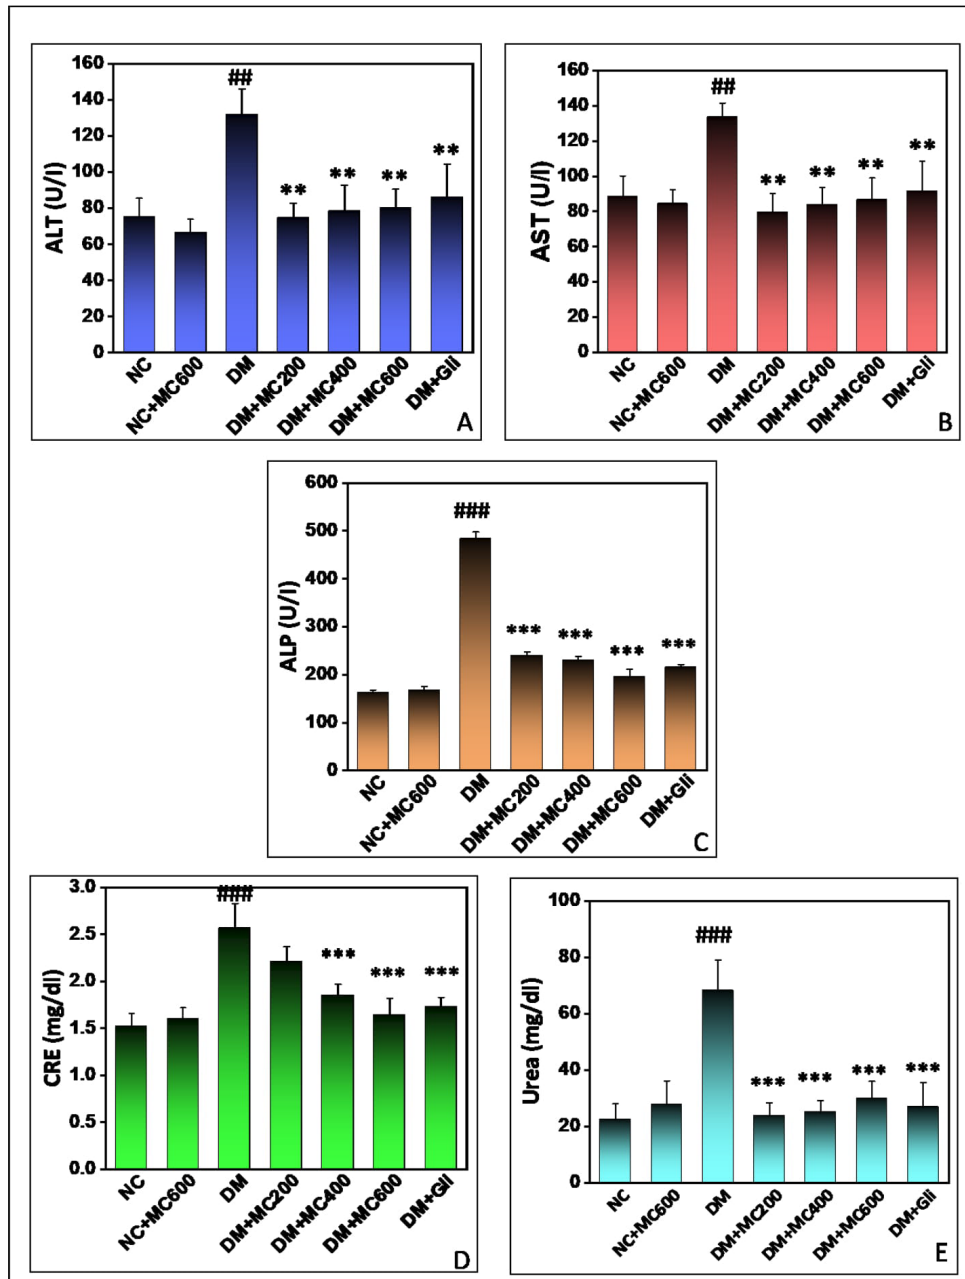 160
140
120
100
80
60
40
20
0
ALT (U/l)
##
**
**
**
**
NC
NC+MC600
DM
DM+MC200
DM+MC400
DM+MC600
DM+Gli
A
160
140
120
100
80
60
40
20
0
AST (U/l)
##
**
**
**
**
NC
NC+MC600
DM
DM+MC200
DM+MC400
DM+MC600
DM+Gli
B
600
500
400
300
200
100
0
ALP (U/l)
###
***
***
***
***
NC
NC+MC600
DM
DM+MC200
DM+MC400
DM+MC600
DM+Gli
C
3.0
2.5
2.0
1.5
1.0
0.5
0.0
CRE (mg/dl)
###
***
***
***
NC
NC+MC600
DM
DM+MC200
DM+MC400
DM+MC600
DM+Gli
D
100
80
60
40
20
0
Urea (mg/dl)
###
***
***
***
***
NC
NC+MC600
DM
DM+MC200
DM+MC400
DM+MC600
DM+Gli
E